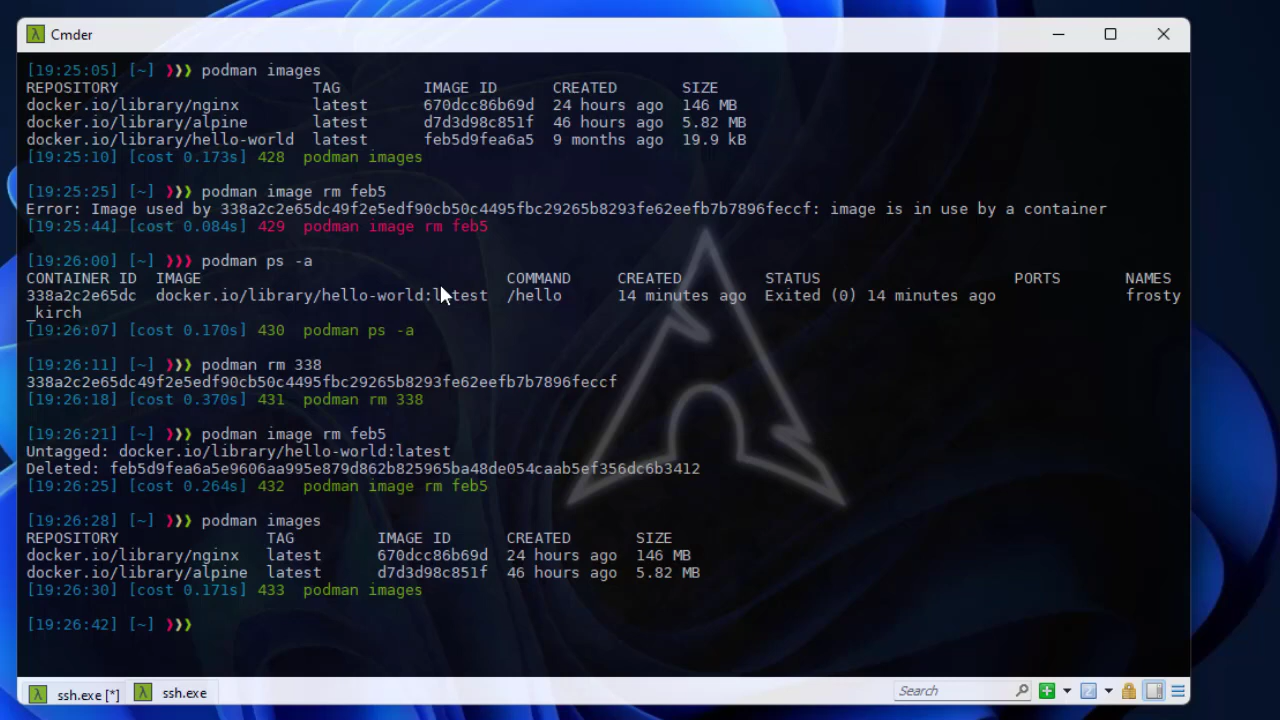 Cmder
[19:25:05] [~] ❯❯❯ podman images
REPOSITORY TAG IMAGE ID CREATED SIZE
docker.io/library/nginx latest 670dcc86b69d 24 hours ago 146 MB
docker.io/library/alpine latest d7d3d98c851f 46 hours ago 5.82 MB
docker.io/library/hello-world latest feb5d9fea6a5 9 months ago 19.9 kB
[19:25:10] [cost 0.173s] 428 podman images
[19:25:25] [~] ❯❯❯ podman image rm feb5
Error: Image used by 338a2c2e65dc49f2e5edf90cb50c4495fbc29265b8293fe62eefb7b7896feccf: image is in use by a container
[19:25:44] [cost 0.084s] 429 podman image rm feb5
[19:26:00] [~] ❯❯❯ podman ps -a
CONTAINER ID IMAGE COMMAND CREATED STATUS PORTS NAMES
338a2c2e65dc docker.io/library/hello-world:latest /hello 14 minutes ago Exited (0) 14 minutes ago frosty
_kirch
[19:26:07] [cost 0.170s] 430 podman ps -a
[19:26:11] [~] ❯❯❯ podman rm 338
338a2c2e65dc49f2e5edf90cb50c4495fbc29265b8293fe62eefb7b7896feccf
[19:26:18] [cost 0.370s] 431 podman rm 338
[19:26:21] [~] ❯❯❯ podman image rm feb5
Untagged: docker.io/library/hello-world:latest
Deleted: feb5d9fea6a5e9606aa995e879d862b825965ba48de054caab5ef356dc6b3412
[19:26:25] [cost 0.264s] 432 podman image rm feb5
[19:26:28] [~] ❯❯❯ podman images
REPOSITORY TAG IMAGE ID CREATED SIZE
docker.io/library/nginx latest 670dcc86b69d 24 hours ago 146 MB
docker.io/library/alpine latest d7d3d98c851f 46 hours ago 5.82 MB
[19:26:30] [cost 0.171s] 433 podman images
[19:26:42] [~] ❯❯❯
ssh.exe [*] ssh.exe Search